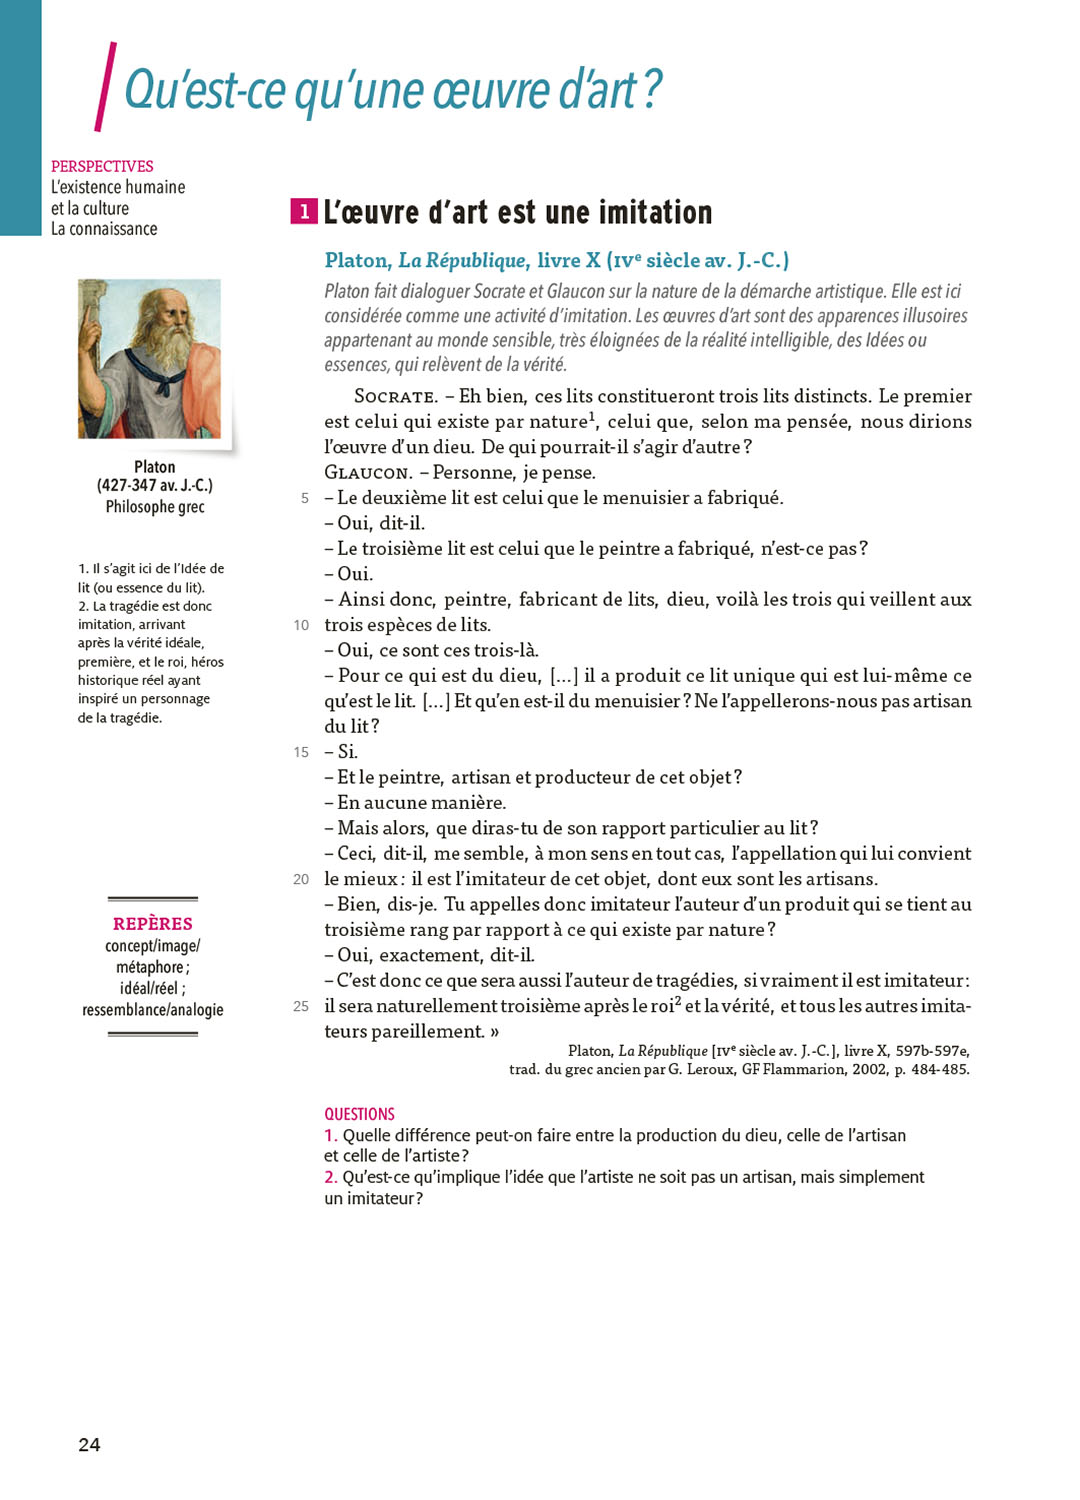 Qu'est-ce qu'une œuvre d'art ?
PERSPECTIVES
L'existence humaine
et la culture
La connaissance
1 L'œuvre d'art est une imitation
Platon, La République, livre X (IVe siècle av. J.-C.)
Platon fait dialoguer Socrate et Glaucon sur la nature de la démarche artistique. Elle est ici
considérée comme une activité d'imitation. Les œuvres d'art sont des apparences illusoires
appartenant au monde sensible, très éloignées de la réalité intelligible, des Idées ou
essences, qui relèvent de la vérité.
Platon
(427-347 av. J.-C.)
Philosophe grec
1. Il s'agit ici de l'Idée de
lit (ou essence du lit).
2. La tragédie est donc
imitation, arrivant
après la vérité idéale,
première, et le roi, héros
historique réel ayant
inspiré un personnage
de la tragédie.
REPÈRES
concept/image/
métaphore ;
idéal/réel ;
ressemblance/analogie
SOCRATE. – Eh bien, ces lits constitueront trois lits distincts. Le premier
est celui qui existe par nature1, celui que, selon ma pensée, nous dirions
l'œuvre d'un dieu. De qui pourrait-il s'agir d'autre ?
GLAUCON. – Personne, je pense.
5 – Le deuxième lit est celui que le menuisier a fabriqué.
– Oui, dit-il.
– Le troisième lit est celui que le peintre a fabriqué, n'est-ce pas ?
– Oui.
– Ainsi donc, peintre, fabricant de lits, dieu, voilà les trois qui veillent aux
10 trois espèces de lits.
– Oui, ce sont ces trois-là.
– Pour ce qui est du dieu, [...] il a produit ce lit unique qui est lui-même ce
qu'est le lit. [...] Et qu'en est-il du menuisier ? Ne l'appellerons-nous pas artisan
du lit ?
15 – Si.
– Et le peintre, artisan et producteur de cet objet ?
– En aucune manière.
– Mais alors, que diras-tu de son rapport particulier au lit ?
– Ceci, dit-il, me semble, à mon sens en tout cas, l'appellation qui lui convient
20 le mieux : il est l'imitateur de cet objet, dont eux sont les artisans.
– Bien, dis-je. Tu appelles donc imitateur l'auteur d'un produit qui se tient au
troisième rang par rapport à ce qui existe par nature ?
– Oui, exactement, dit-il.
– C'est donc ce que sera aussi l'auteur de tragédies, si vraiment il est imitateur :
25 il sera naturellement troisième après le roi2 et la vérité, et tous les autres imita-
teurs pareillement. »
Platon, La République [IVe siècle av. J.-C.], livre X, 597b-597e,
trad. du grec ancien par G. Leroux, GF Flammarion, 2002, p. 484-485.
QUESTIONS
1. Quelle différence peut-on faire entre la production du dieu, celle de l'artisan
et celle de l'artiste ?
2. Qu'est-ce qu'implique l'idée que l'artiste ne soit pas un artisan, mais simplement
un imitateur ?
24